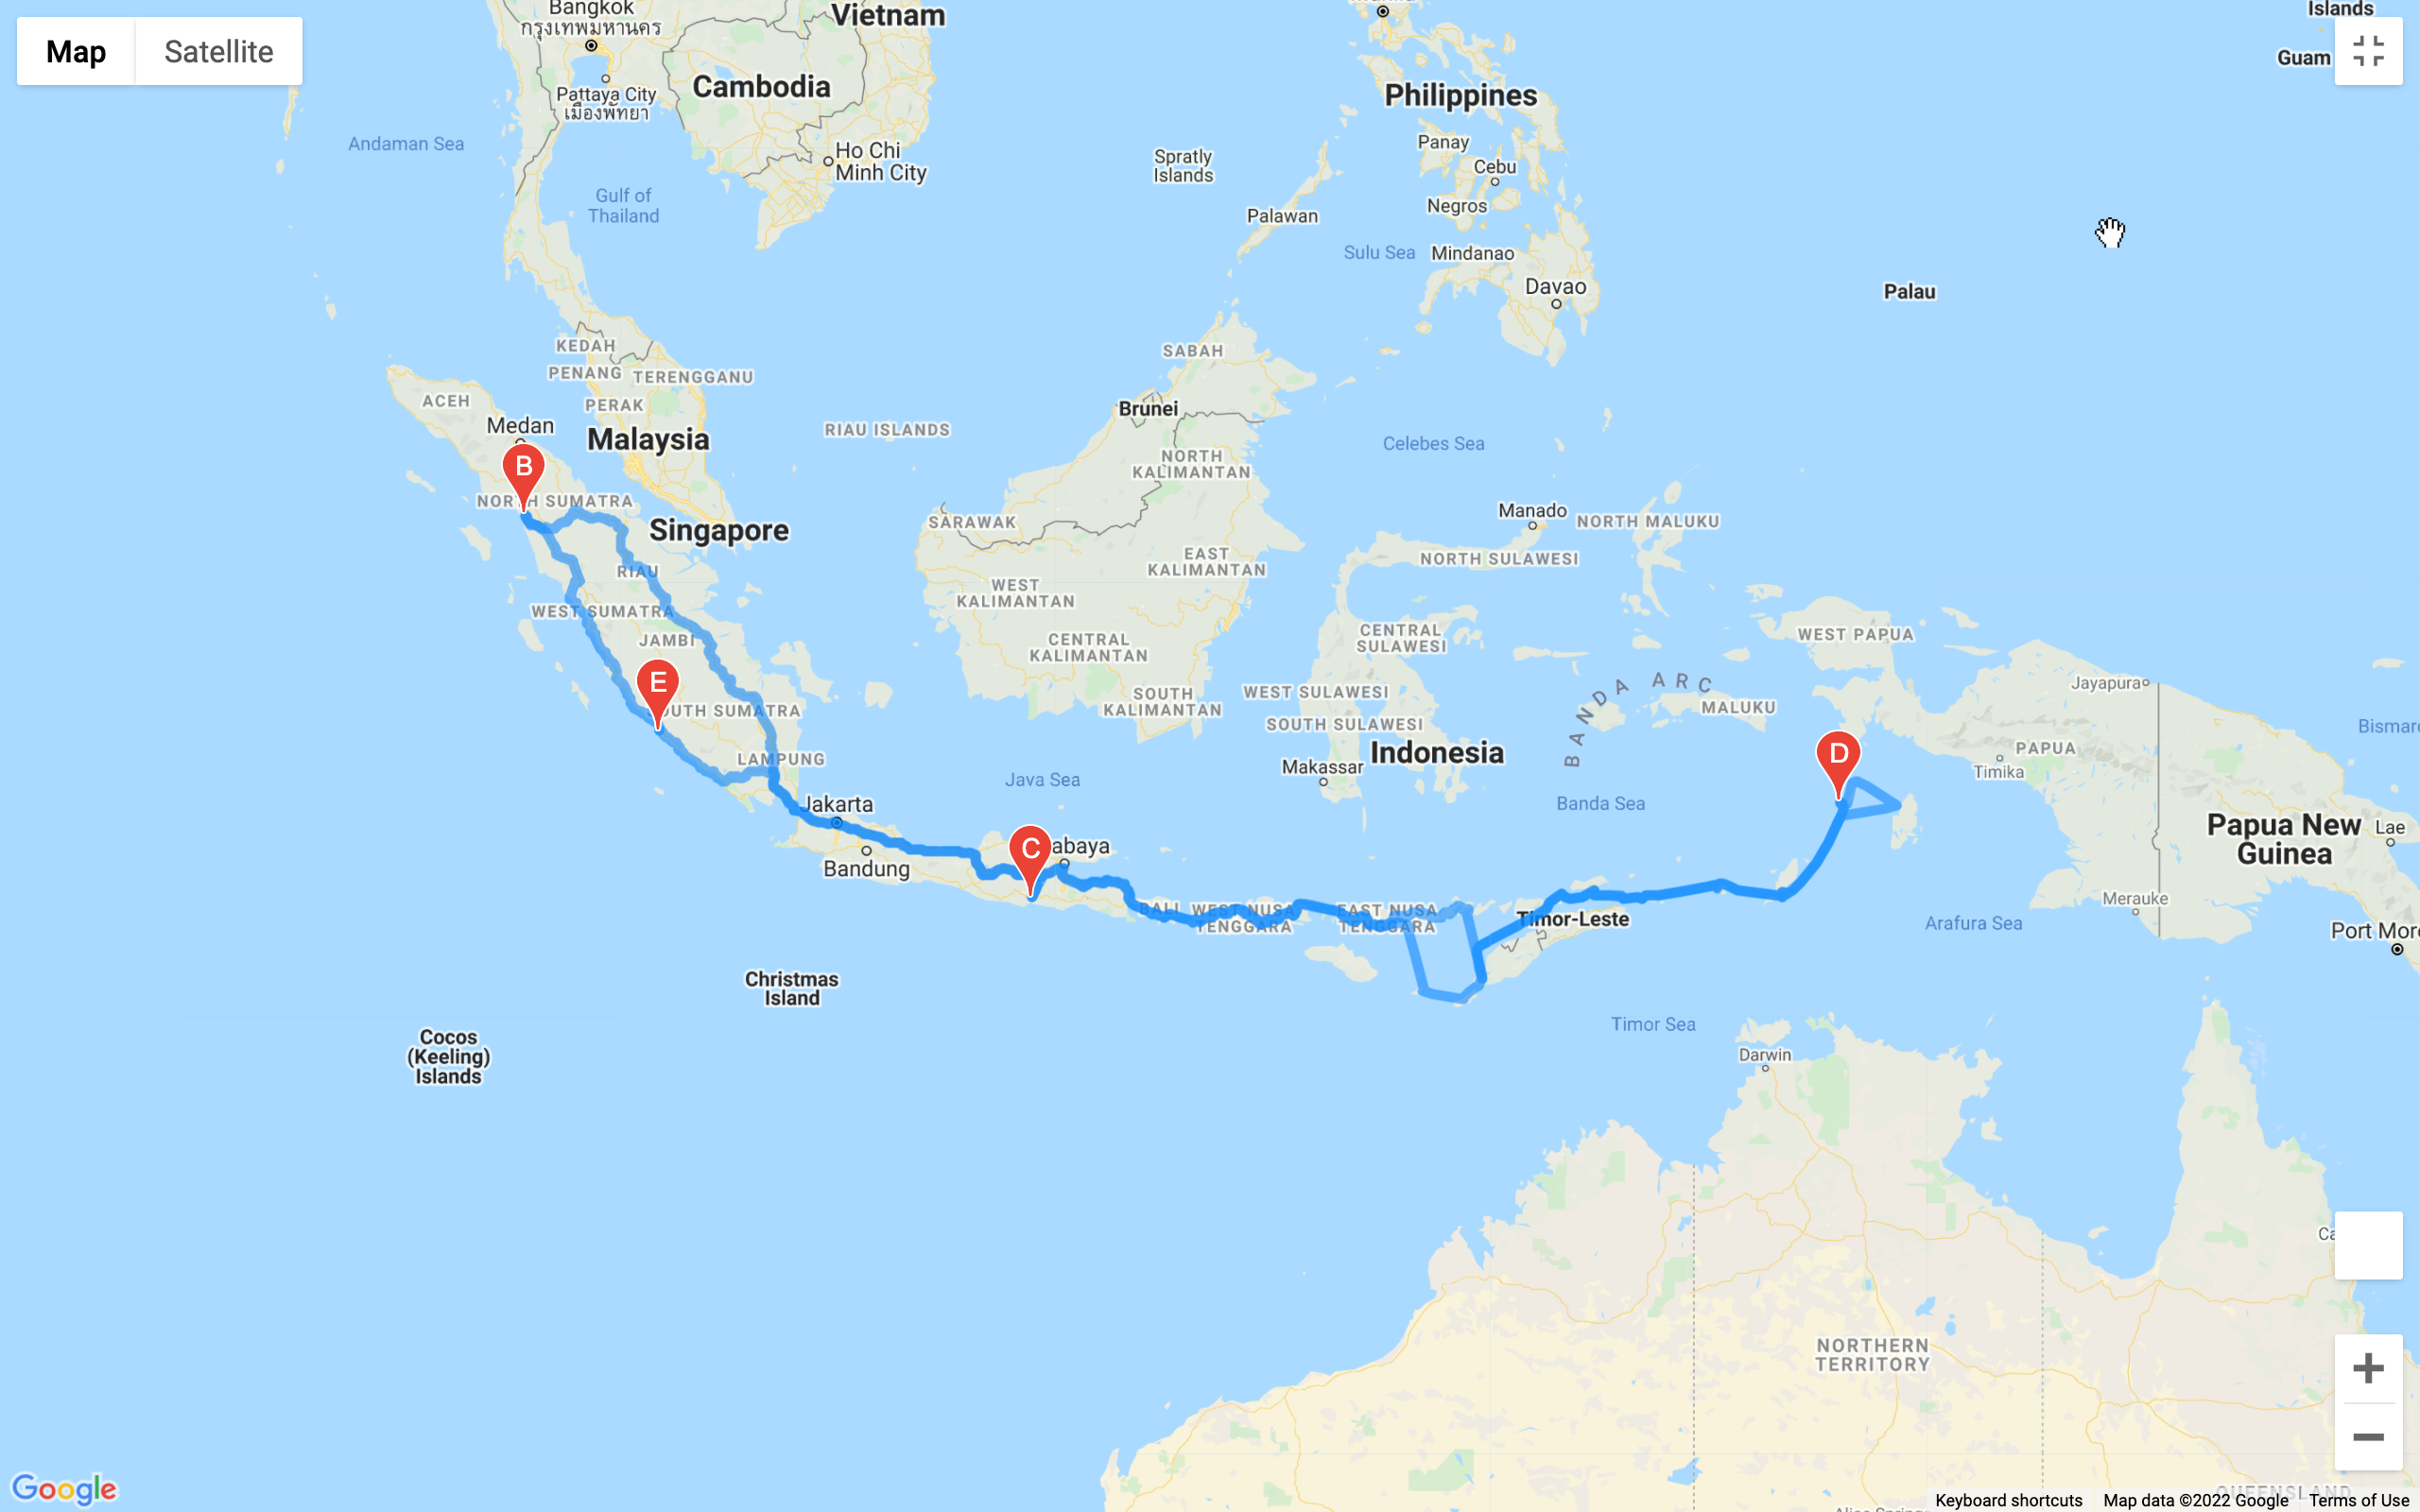 Map
Satellite
Bangkok
กรุงเทพมหานคร
Vietnam
Islands
Guam
Cambodia
Philippines
Pattaya City
เมืองพัทยา
Andaman Sea
Ho Chi
Minh City
Panay
Cebu
Spratly
Islands
Gulf of
Thailand
Palawan
Negros
Sulu Sea
Mindanao
Davao
Palau
KEDAH
PENANG
TERENGGANU
SABAH
ACEH
PERAK
Brunei
Medan
Malaysia
RIAU ISLANDS
Celebes Sea
B
NORTH
KALIMANTAN
NORTH SUMATRA
Singapore
SARAWAK
Manado
NORTH MALUKU
EAST
KALIMANTAN
NORTH SULAWESI
RIAU
WEST
KALIMANTAN
WEST SUMATRA
JAMBI
CENTRAL
KALIMANTAN
CENTRAL
SULAWESI
WEST PAPUA
E
SOUTH SUMATRA
SOUTH
KALIMANTAN
WEST SULAWESI
BANDA ARC
MALUKU
Jayapura
SOUTH SULAWESI
Bismar
LAMPUNG
Java Sea
Makassar
Indonesia
D
PAPUA
Timika
Jakarta
Banda Sea
Papua New
Guinea
Lae
C
abaya
Bandung
BALI
WEST NUSA
TENGGARA
EAST NUSA
TENGGARA
Timor-Leste
Merauke
Arafura Sea
Port Mor
Christmas
Island
Cocos
(Keeling)
Islands
Timor Sea
Darwin
Ca
NORTHERN
TERRITORY
+
−
Google
QUEENSLAND
Keyboard shortcuts
Map data ©2022 Google
Terms of Use